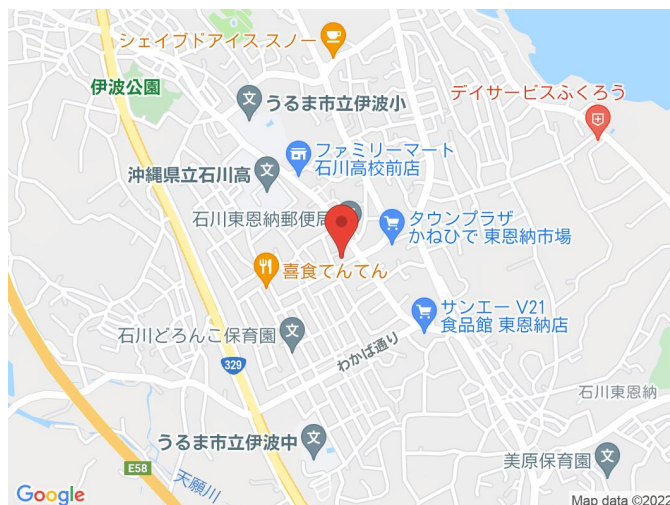 シェイブドアイス スノー
伊波公園
うるま市立伊波小
デイサービスふくろう
ファミリーマート
石川高校前店
沖縄県立石川高
石川東恩納郵便局
タウンプラザ
かねひで 東恩納市場
喜食てんてん
サンエー V21
食品館 東恩納店
石川どろんこ保育園
わかば通り
329
石川東恩納
うるま市立伊波中
美原保育園
E58
天願川
Google
Map data ©2022